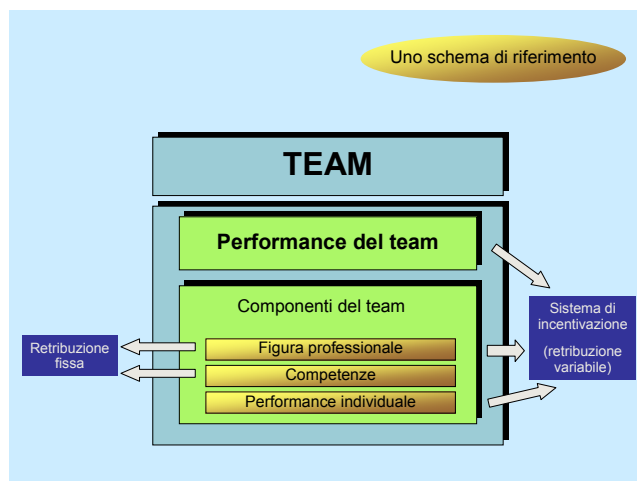 Uno schema di riferimento
TEAM
Performance del team
Componenti del team
Figura professionale
Competenze
Performance individuale
Retribuzione
fissa
Sistema di
incentivazione
(retribuzione
variabile)